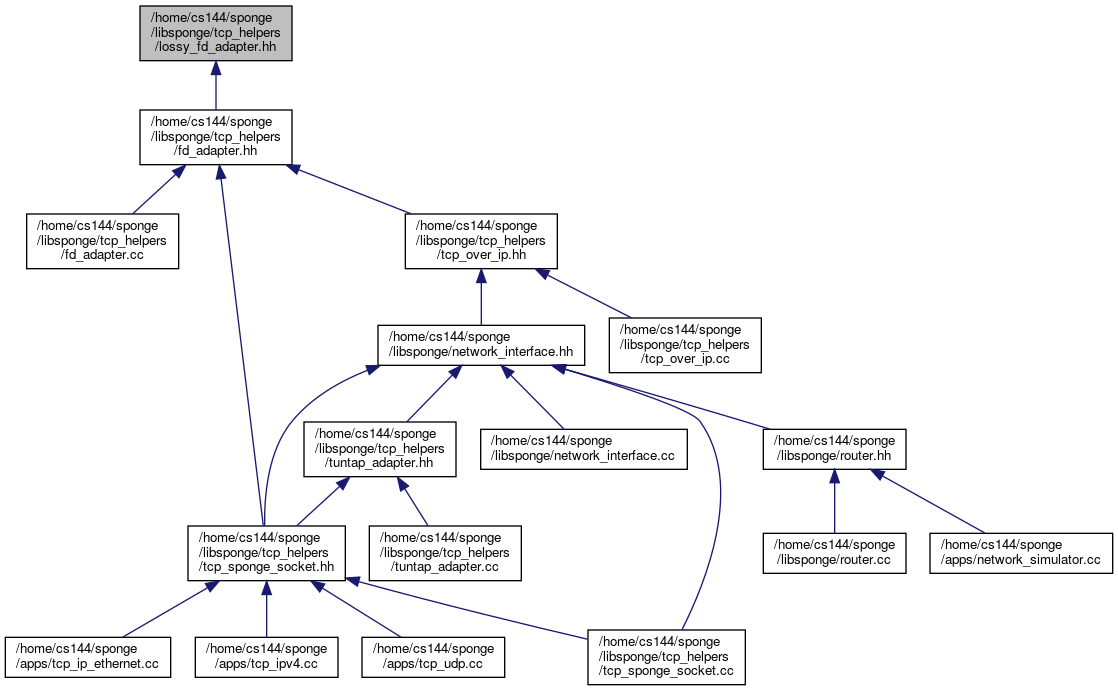 /home/cs144/sponge
/libsponge/tcp_helpers
/lossy_fd_adapter.hh
/home/cs144/sponge
/libsponge/tcp_helpers
/fd_adapter.hh
/home/cs144/sponge
/libsponge/tcp_helpers
/fd_adapter.cc
/home/cs144/sponge
/libsponge/tcp_helpers
/tcp_over_ip.hh
/home/cs144/sponge
/libsponge/network_interface.hh
/home/cs144/sponge
/libsponge/tcp_helpers
/tcp_over_ip.cc
/home/cs144/sponge
/libsponge/tcp_helpers
/tuntap_adapter.hh
/home/cs144/sponge
/libsponge/network_interface.cc
/home/cs144/sponge
/libsponge/router.hh
/home/cs144/sponge
/libsponge/tcp_helpers
/tcp_sponge_socket.hh
/home/cs144/sponge
/libsponge/tcp_helpers
/tuntap_adapter.cc
/home/cs144/sponge
/libsponge/router.cc
/home/cs144/sponge
/apps/network_simulator.cc
/home/cs144/sponge
/apps/tcp_ip_ethernet.cc
/home/cs144/sponge
/apps/tcp_ipv4.cc
/home/cs144/sponge
/apps/tcp_udp.cc
/home/cs144/sponge
/libsponge/tcp_helpers
/tcp_sponge_socket.cc